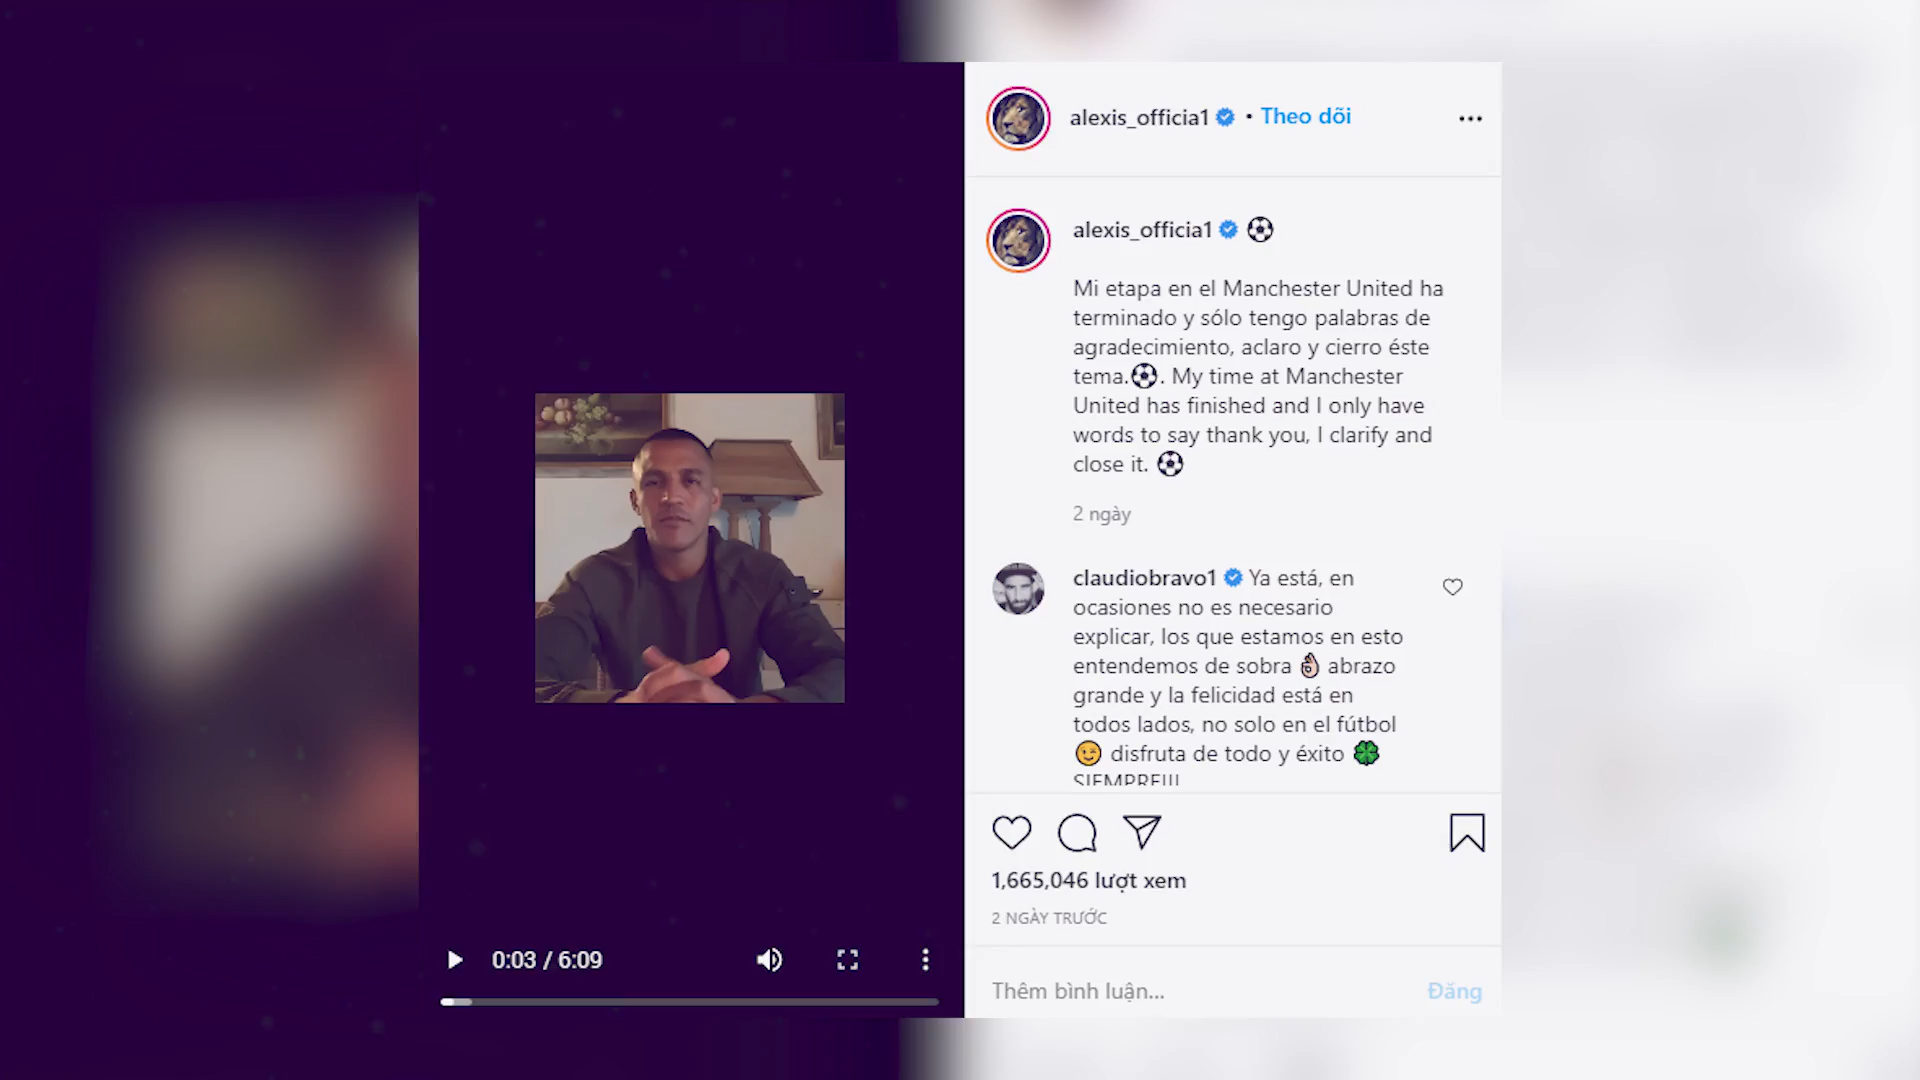 alexis_officia1 • Theo dõi
alexis_officia1
Mi etapa en el Manchester United ha
terminado y sólo tengo palabras de
agradecimiento, aclaro y cierro éste
tema.⚽. My time at Manchester
United has finished and I only have
words to say thank you, I clarify and
close it. ⚽
2 ngày
claudiobravo1 Ya está, en
ocasiones no es necesario
explicar, los que estamos en esto
entendemos de sobra 👌 abrazo
grande y la felicidad está en
todos lados, no solo en el fútbol
😉 disfruta de todo y éxito 🍀
SIEMPRE!!!
1,665,046 lượt xem
2 NGÀY TRƯỚC
Thêm bình luận... Đăng
0:03 / 6:09